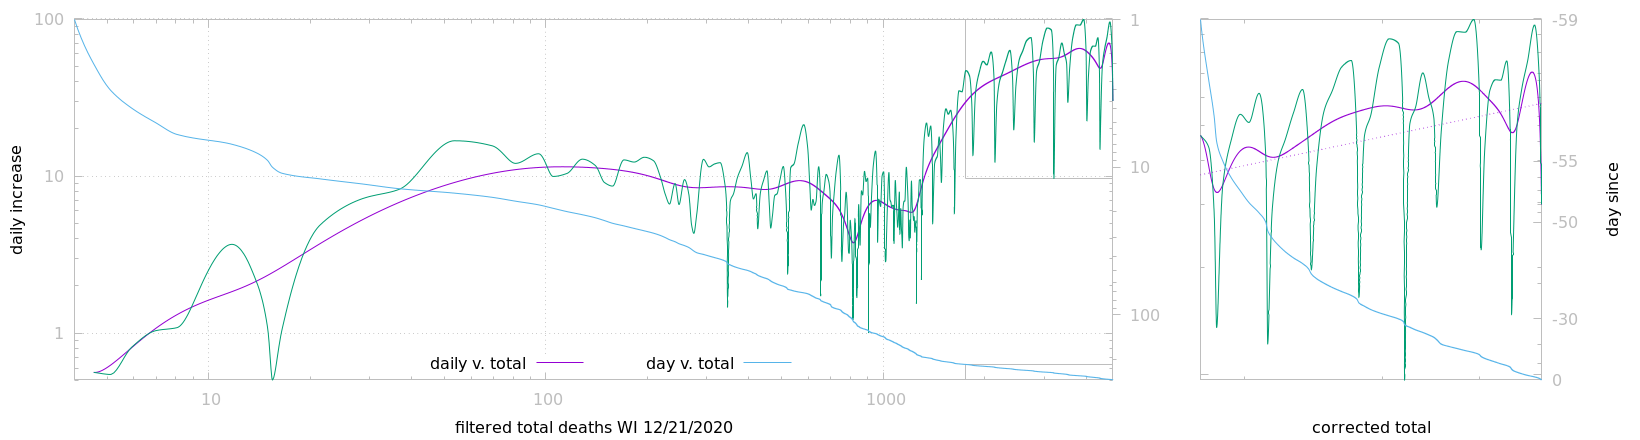 100
10
1
daily increase
10
100
1000
filtered total deaths WI 12/21/2020
daily v. total
day v. total
1
10
100
-59
-55
-50
-30
0
day since
corrected total